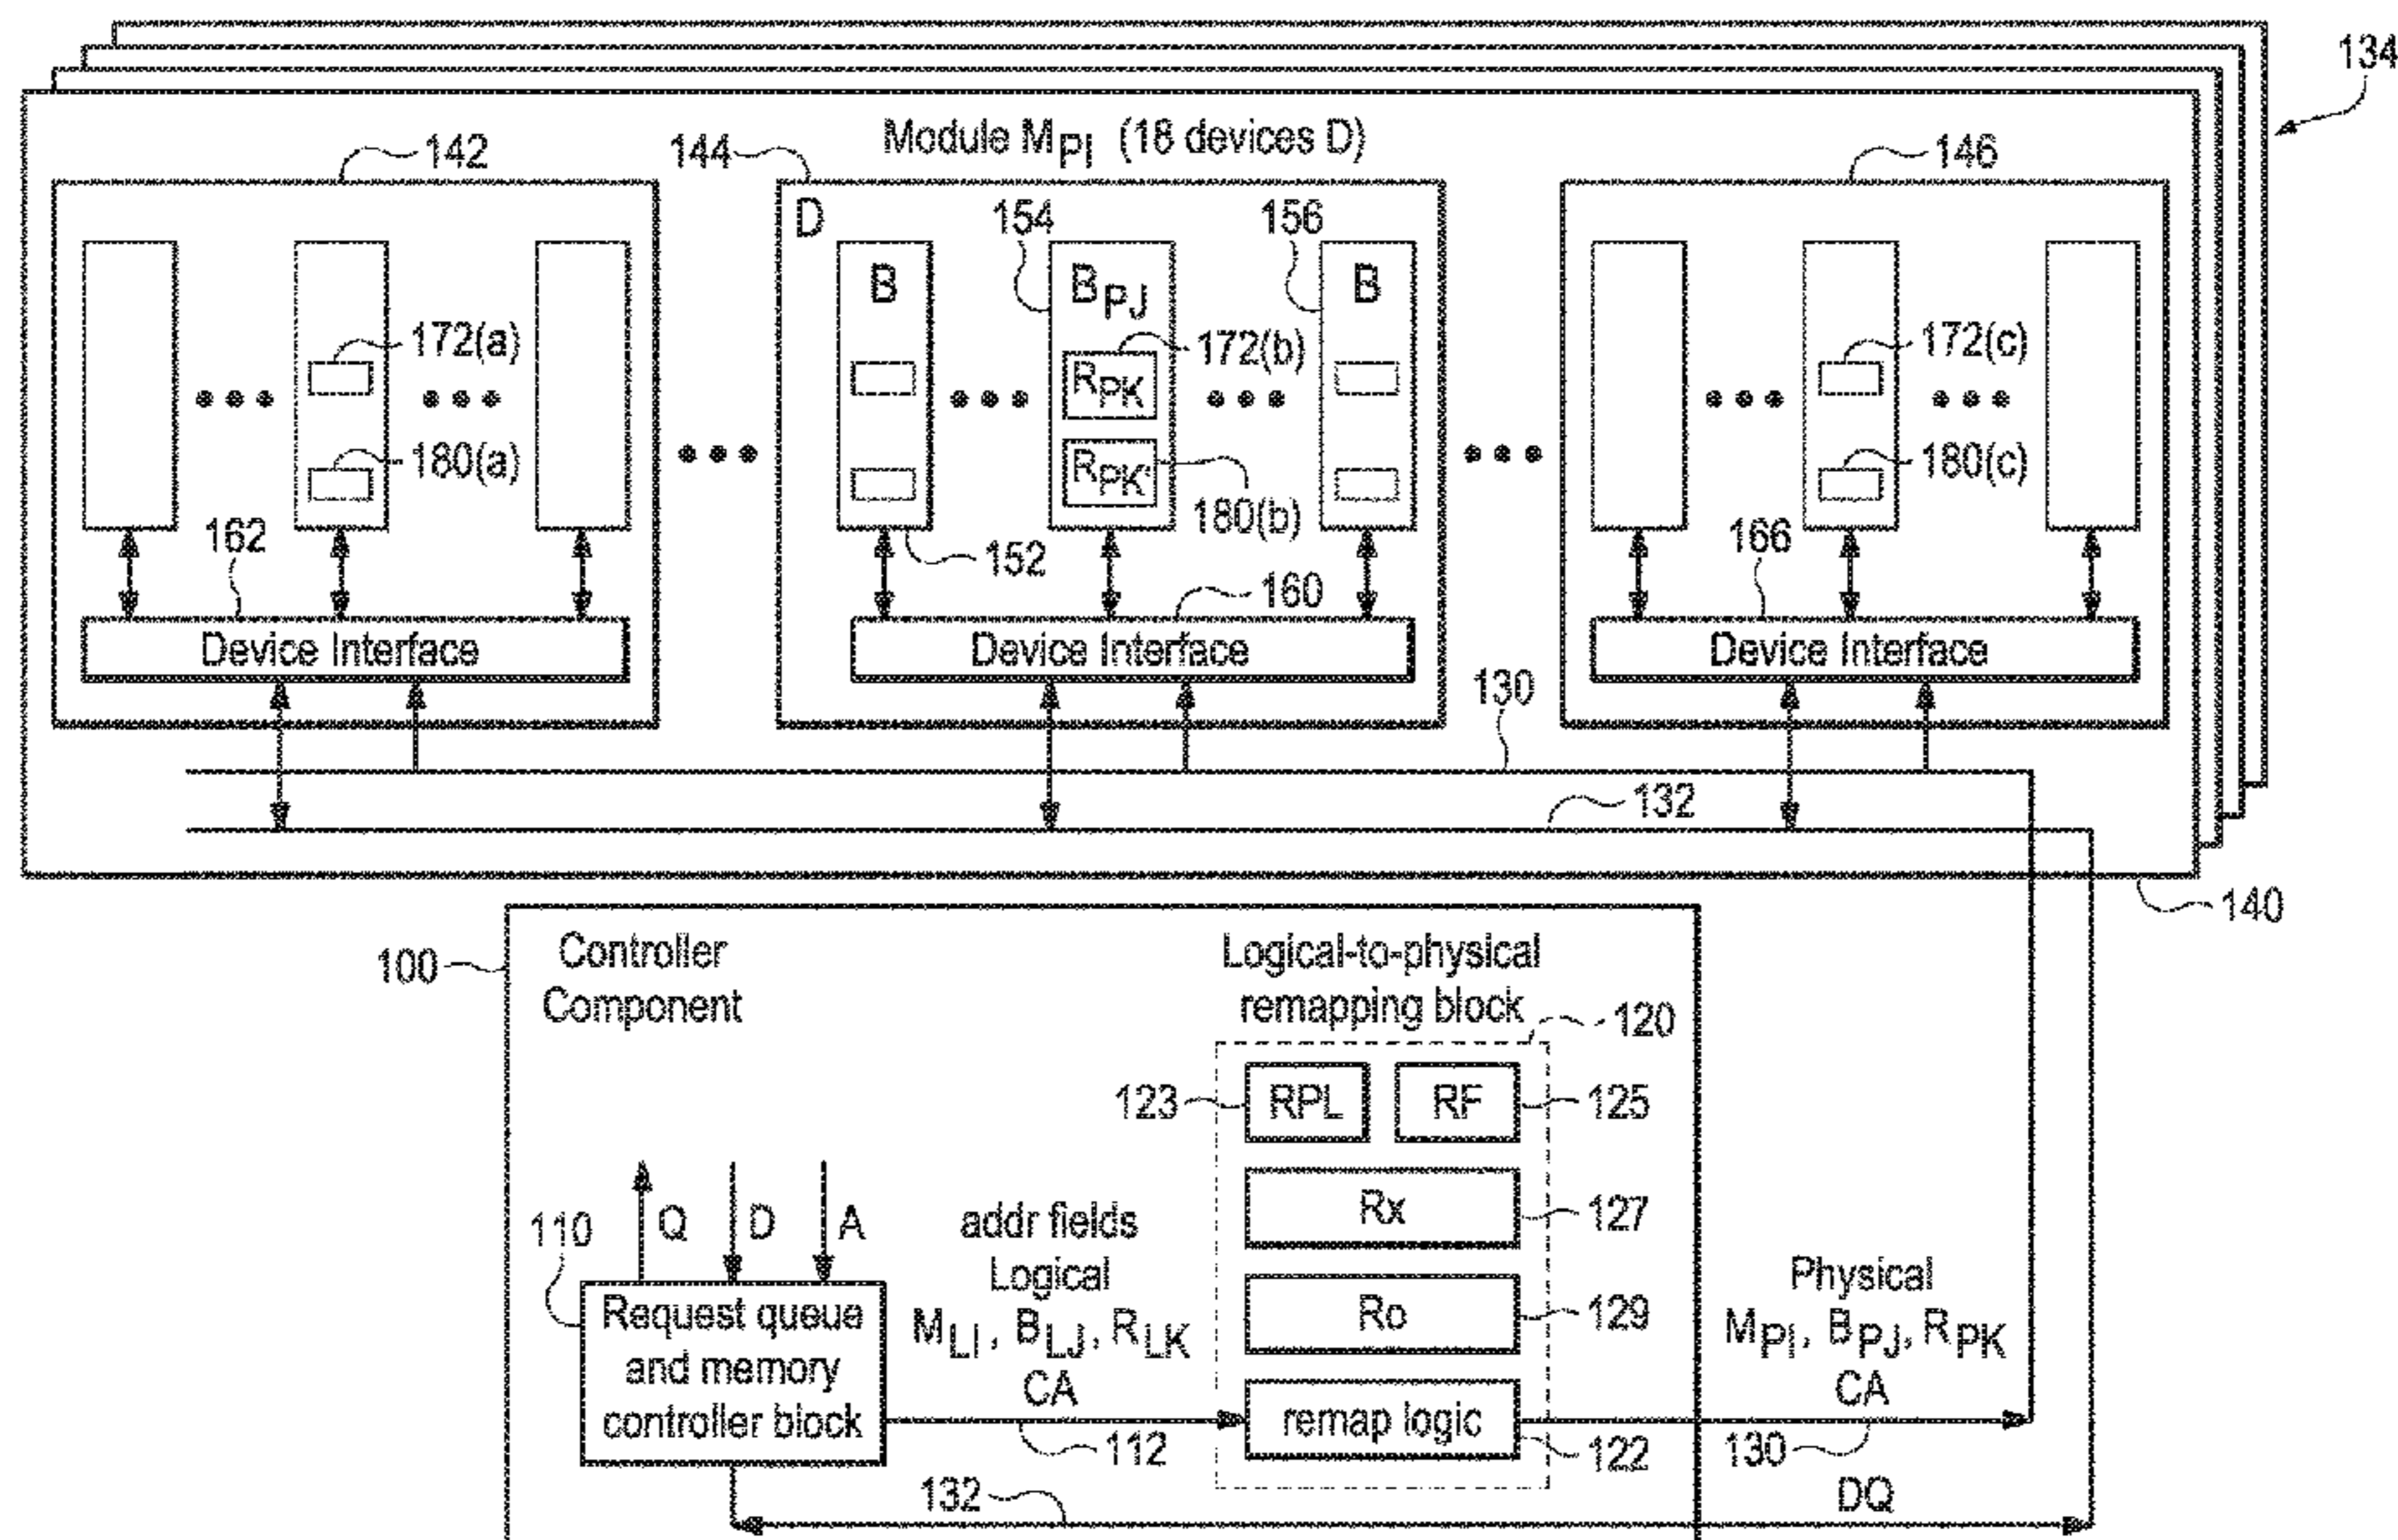 134
Module M_PI (18 devices D)
142
144
146
D
154
156
B
B_PJ
B
172(a)
172(b)
172(c)
R_PK
180(a)
R_PK'
180(c)
180(b)
162
152
160
166
Device Interface
Device Interface
Device Interface
130
132
140
100
Controller
Component
Logical-to-physical
remapping block
120
123
RPL
RF
125
Rx
127
Ro
129
110
Q
D
A
addr fields
Logical
M_LI, B_LJ, R_LK
CA
112
Request queue
and memory
controller block
remap logic
122
Physical
M_PI, B_PJ, R_PK
CA
130
132
DQ